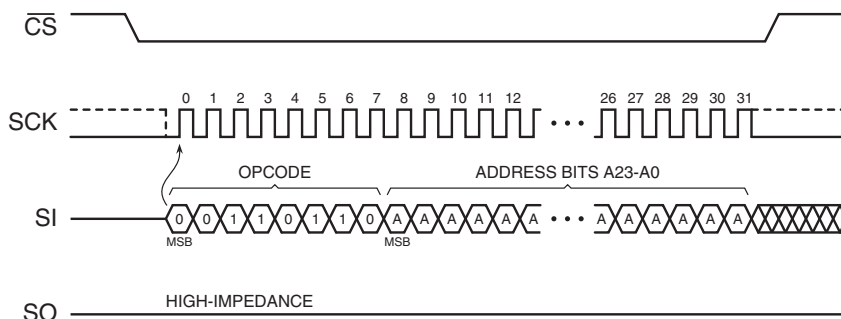 CS
0 1 2 3 4 5 6 7 8 9 10 11 12 26 27 28 29 30 31
SCK
OPCODE ADDRESS BITS A23-A0
SI 0 0 1 1 0 1 1 0 A A A A A A A A A A A A
MSB MSB
HIGH-IMPEDANCE
SO